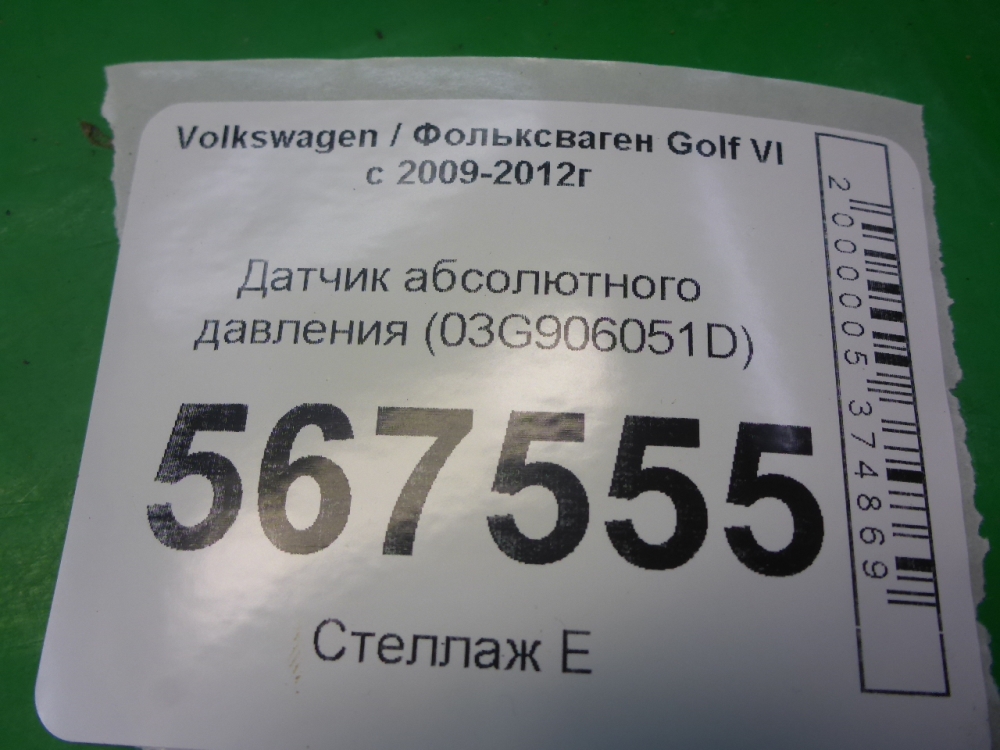 Volkswagen / Фольксваген Golf VI
с 2009-2012г
Датчик абсолютного
давления (03G906051D)
567555
Стеллаж E
2000005374869